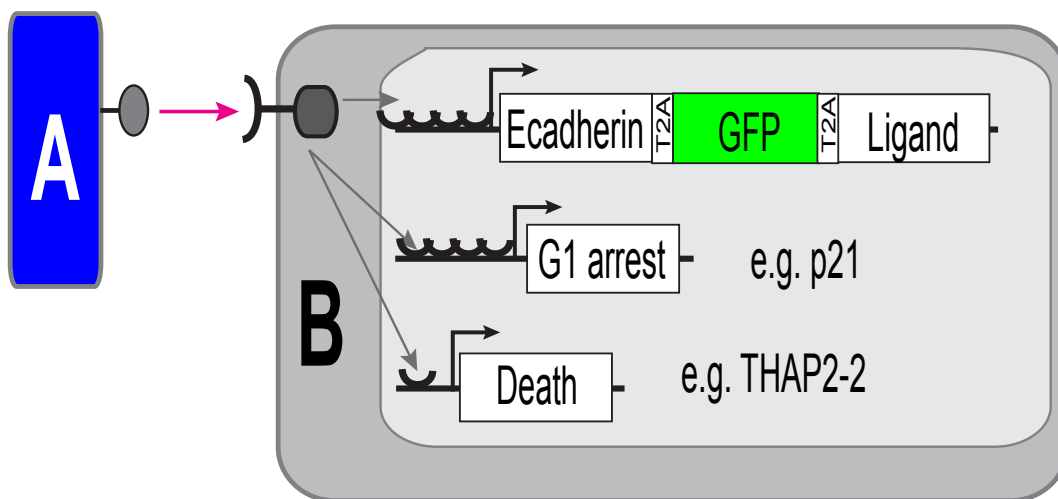 A
B
Ecadherin T2A GFP T2A Ligand
G1 arrest e.g. p21
Death e.g. THAP2-2